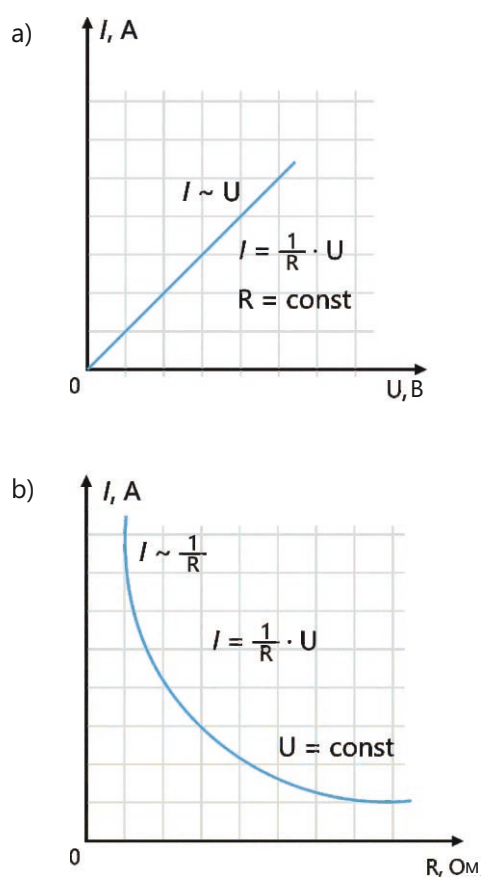 a)
I, A
I ~ U
I = 1/R · U
R = const
0
U, В
b)
I, A
I ~ 1/R
I = 1/R · U
U = const
0
R, Ом